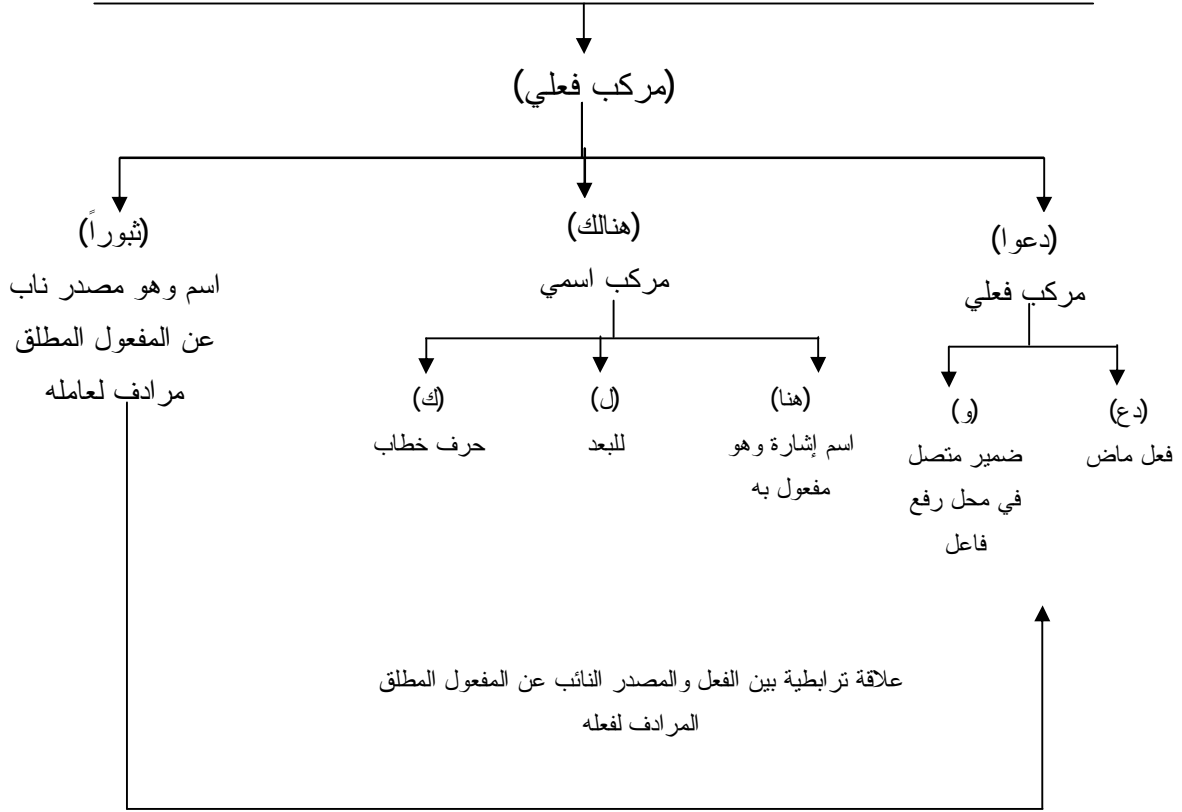 (مركب فعلي)
(دعوا)
مركب فعلي
(هنالك)
مركب اسمي
(ثبوراً)
اسم وهو مصدر ناب
عن المفعول المطلق
مرادف لعامله
(دع)
فعل ماض
(و)
ضمير متصل
في محل رفع
فاعل
(هنا)
اسم إشارة وهو
مفعول به
(ل)
للبعد
(ك)
حرف خطاب
علاقة ترابطية بين الفعل والمصدر النائب عن المفعول المطلق
المرادف لفعله